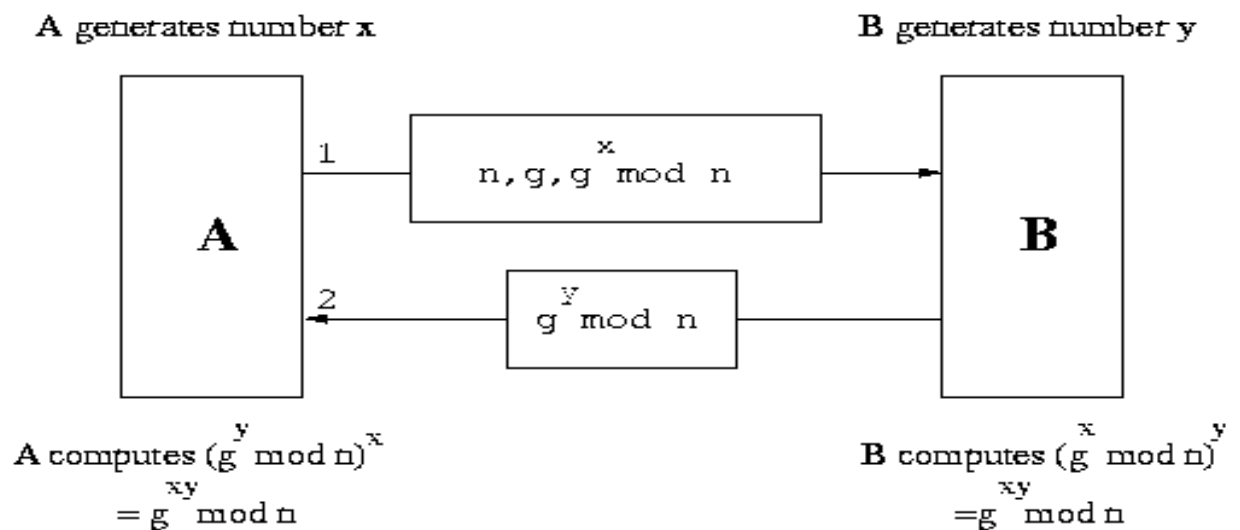 A generates number x
B generates number y
1
n,g,g^x mod n
A
B
2
g^y mod n
A computes (g^y mod n)^x
= g^xy mod n
B computes (g^x mod n)^y
=g^xy mod n